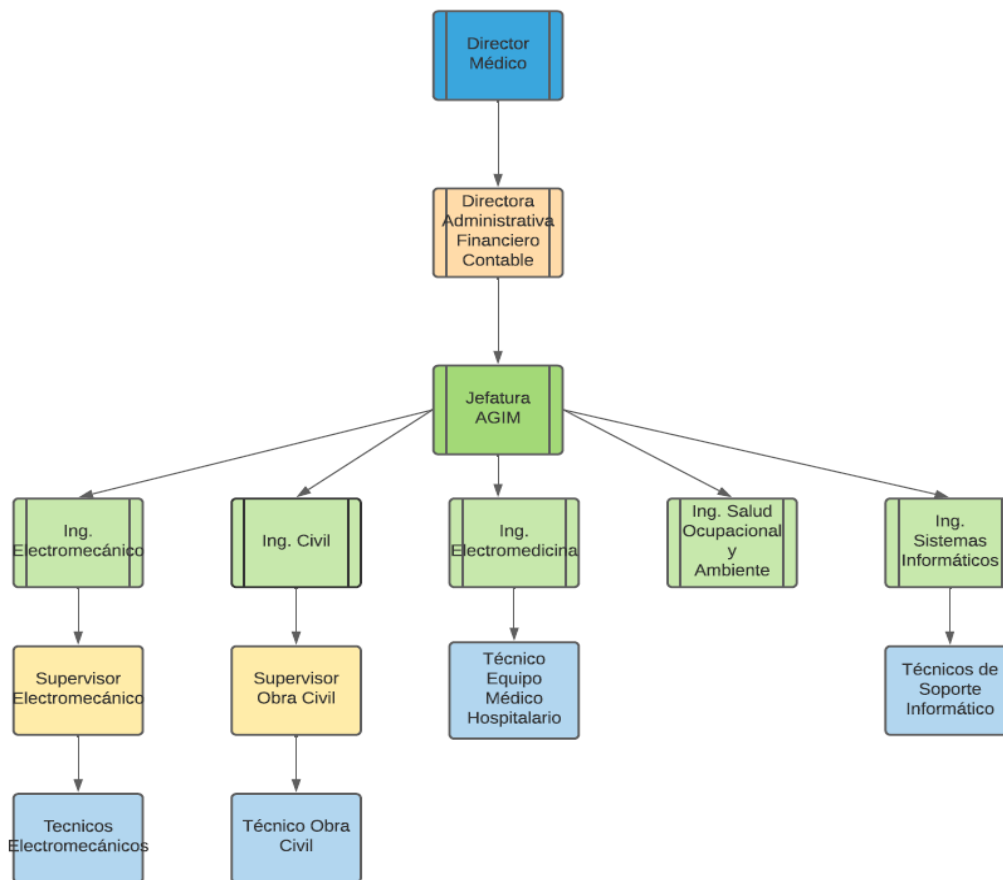 Director
Médico
Directora
Administrativa
Financiero
Contable
Jefatura
AGIM
Ing.
Electromecánico
Ing. Civil
Ing.
Electromedicina
Ing. Salud
Ocupacional
y
Ambiente
Ing.
Sistemas
Informáticos
Supervisor
Electromecánico
Supervisor
Obra Civil
Técnico
Equipo
Médico
Hospitalario
Técnicos de
Soporte
Informático
Tecnicos
Electromecánicos
Técnico Obra
Civil